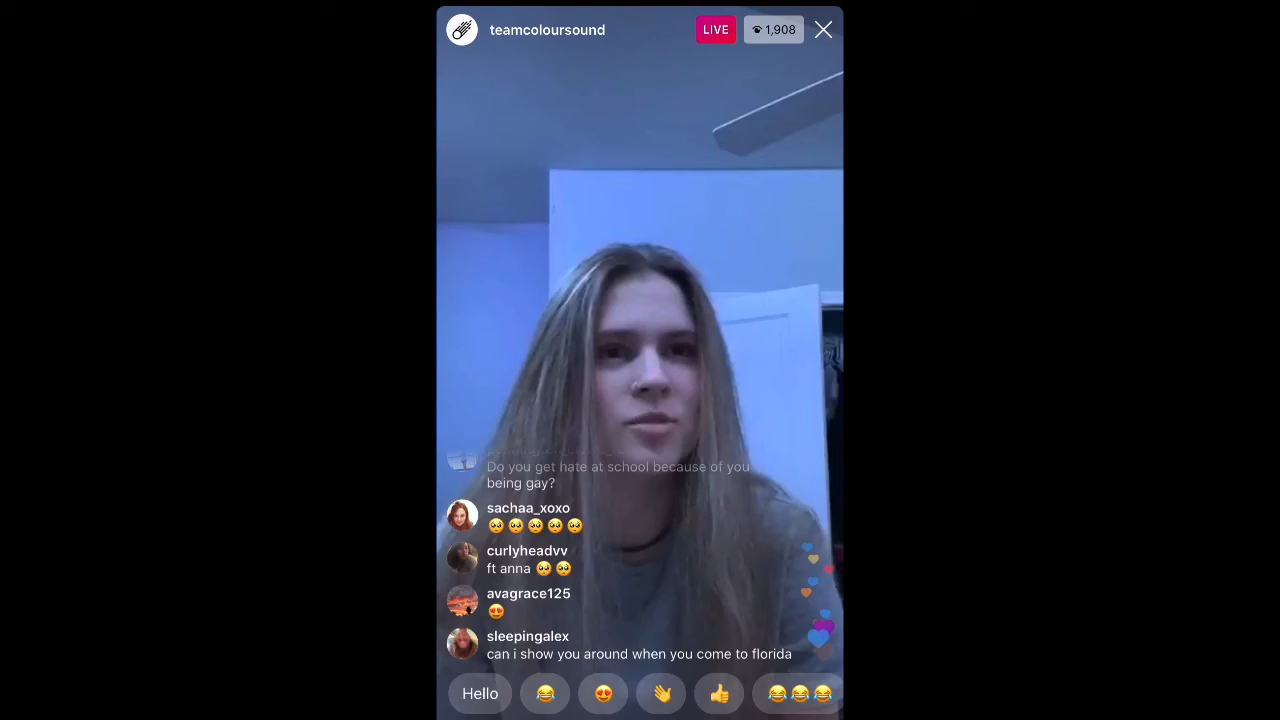 teamcoloursound
LIVE
1,908
Do you get hate at school because of you
being gay?
sachaa_xoxo
🥺🥺🥺🥺🥺
curlyheadvv
ft anna 🥺🥺
avagrace125
😍
sleepingalex
can i show you around when you come to florida
Hello 😂 😍 👋 👍 😂😂😂